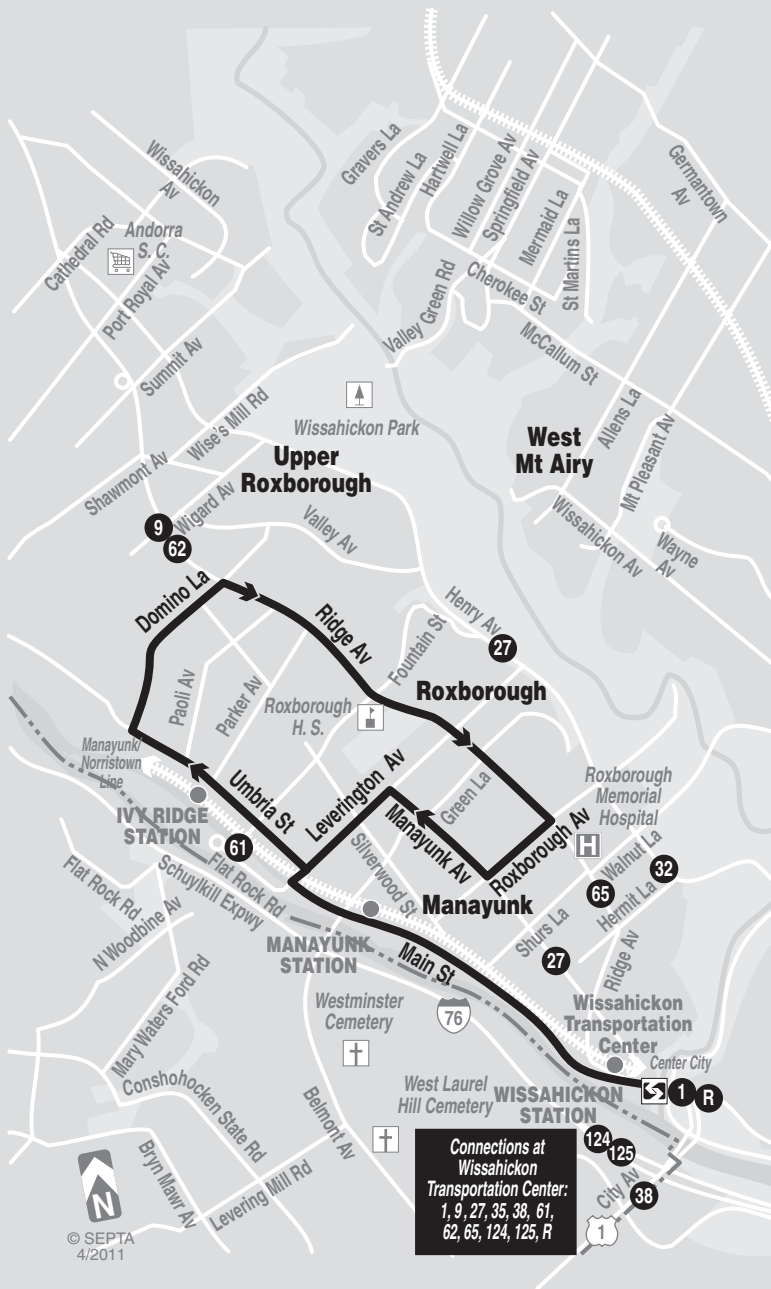 Wissahickon
Av
Cathedral Rd
Andorra
S. C.
Port Royal Av
Summit Av
Gravers La
St Andrew La
Hartwell La
Willow Grove Av
Springfield Av
Mermaid La
St Martins La
Germantown
Av
Cherokee St
Valley Green Rd
McCallum St
Allens La
Mt Pleasant Av
Wissahickon Park
Wise's Mill Rd
Shawmont Av
Upper
Roxborough
West
Mt Airy
Wigard Av
Valley Av
Wissahickon Av
Wayne
Av
9
62
Domino La
Ridge Av
Fountain St
Henry Av
27
Paoli Av
Parker Av
Roxborough
H. S.
Roxborough
Manayunk/
Norristown
Line
IVY RIDGE
STATION
Umbria St
Leverington Av
Manayunk Av
Green La
Roxborough Av
Roxborough
Memorial
Hospital
H
61
Flat Rock Rd
Flat Rock Rd
Schuylkill Expwy
N Woodbine Av
Silverwood St
Manayunk
Walnut La
32
65
Hermit La
Shurs La
27
Ridge Av
MANAYUNK
STATION
Main St
Mary Waters Ford Rd
Westminster
Cemetery
76
Wissahickon
Transportation
Center
Center City
1
R
Conshohocken State Rd
Belmont Av
West Laurel
Hill Cemetery
WISSAHICKON
STATION
124
125
Bryn Mawr Av
Levering Mill Rd
City Av
38
1
Connections at
Wissahickon
Transportation Center:
1, 9, 27, 35, 38, 61,
62, 65, 124, 125, R
N
© SEPTA
4/2011